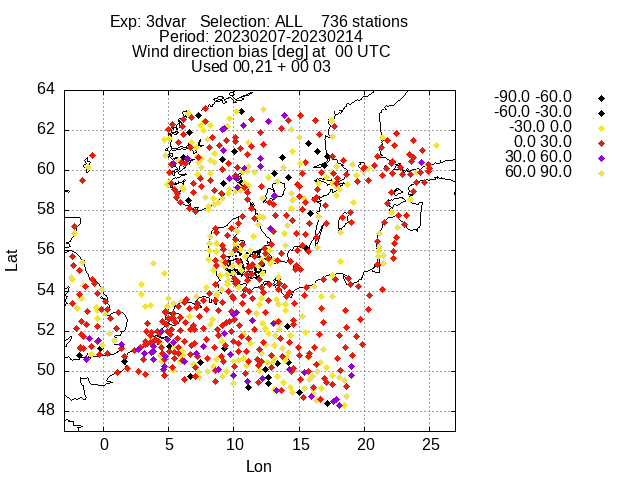 Exp: 3dvar   Selection: ALL    736 stations
Period: 20230207-20230214
Wind direction bias [deg] at  00 UTC
Used 00,21 + 00 03
-90.0 -60.0
-60.0 -30.0
-30.0 0.0
0.0 30.0
30.0 60.0
60.0 90.0
64
62
60
58
56
54
52
50
48
Lat
0 5 10 15 20 25
Lon